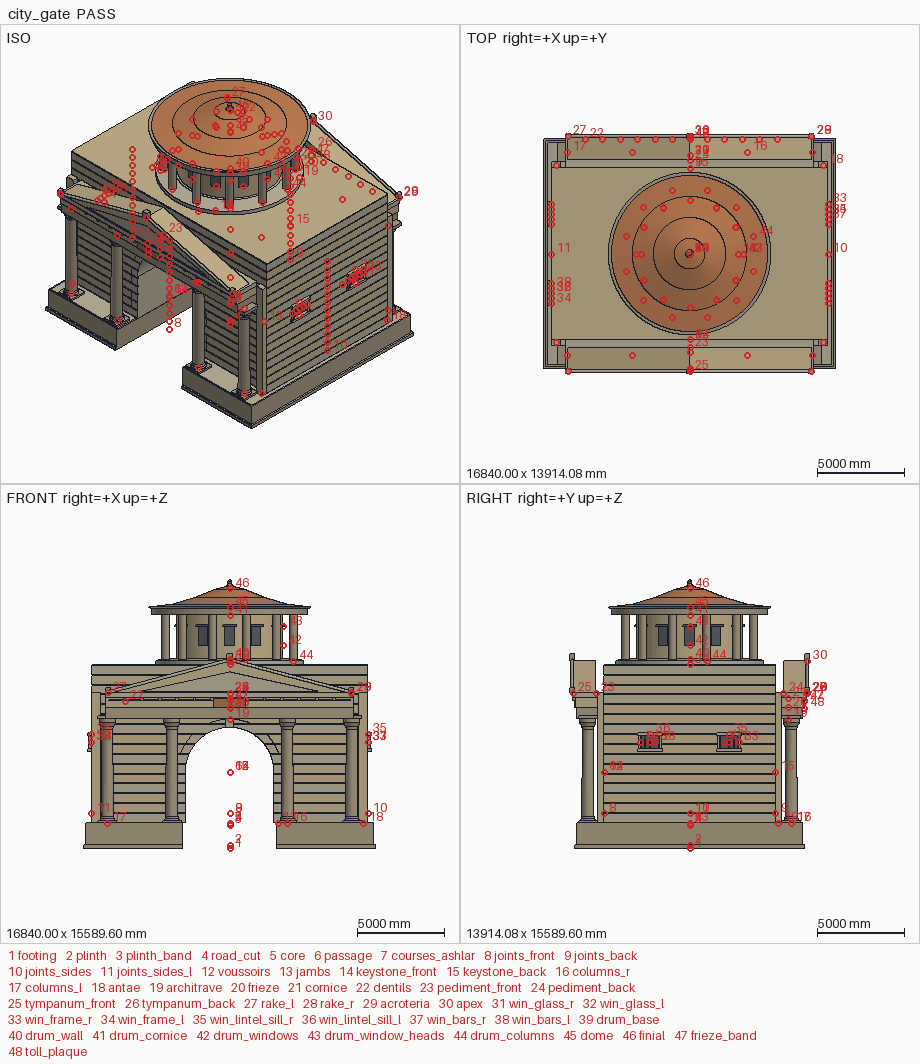 city_gate PASS
ISO
TOP right=+X up=+Y
16840.00 x 13914.08 mm
5000 mm
FRONT right=+X up=+Z
RIGHT right=+Y up=+Z
16840.00 x 15589.60 mm
5000 mm
13914.08 x 15589.60 mm
5000 mm
1 footing 2 plinth 3 plinth_band 4 road_cut 5 core 6 passage 7 courses_ashlar 8 joints_front 9 joints_back
10 joints_sides 11 joints_sides_l 12 voussoirs 13 jambs 14 keystone_front 15 keystone_back 16 columns_r
17 columns_l 18 antae 19 architrave 20 frieze 21 cornice 22 dentils 23 pediment_front 24 pediment_back
25 tympanum_front 26 tympanum_back 27 rake_l 28 rake_r 29 acroteria 30 apex 31 win_glass_r 32 win_glass_l
33 win_frame_r 34 win_frame_l 35 win_lintel_sill_r 36 win_lintel_sill_l 37 win_bars_r 38 win_bars_l 39 drum_base
40 drum_wall 41 drum_cornice 42 drum_windows 43 drum_window_heads 44 drum_columns 45 dome 46 finial 47 frieze_band
48 toll_plaque